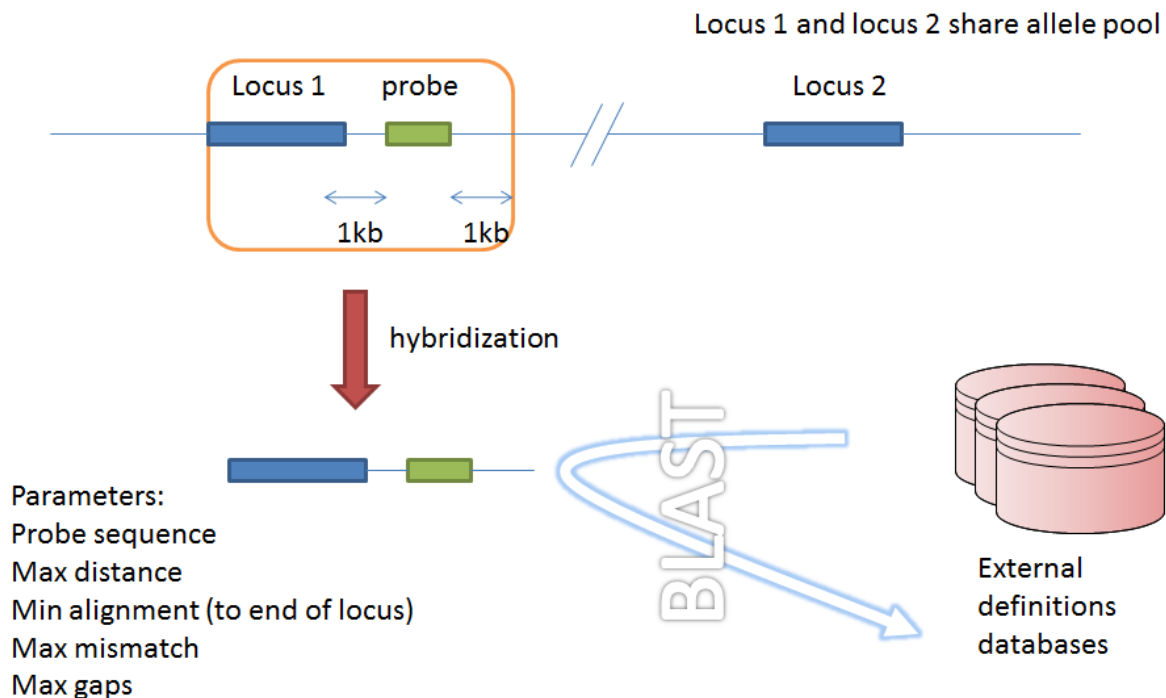 Locus 1 and locus 2 share allele pool
Locus 1
probe
Locus 2
1kb
1kb
hybridization
BLAST
Parameters:
Probe sequence
Max distance
Min alignment (to end of locus)
Max mismatch
Max gaps
External
definitions
databases